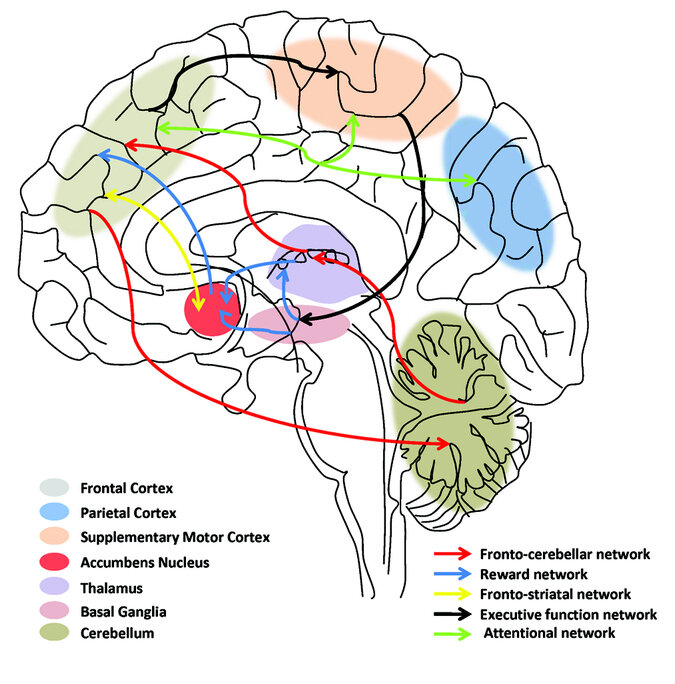 Frontal Cortex
Parietal Cortex
Supplementary Motor Cortex
Accumbens Nucleus
Thalamus
Basal Ganglia
Cerebellum
Fronto-cerebellar network
Reward network
Fronto-striatal network
Executive function network
Attentional network